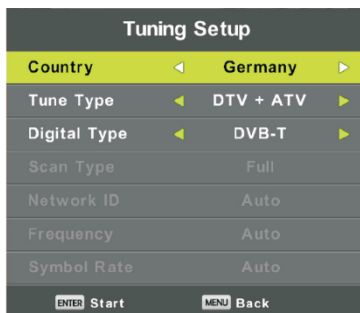 Tuning Setup
Country Germany
Tune Type DTV + ATV
Digital Type DVB-T
Scan Type Full
Network ID Auto
Frequency Auto
Symbol Rate Auto
ENTER Start MENU Back